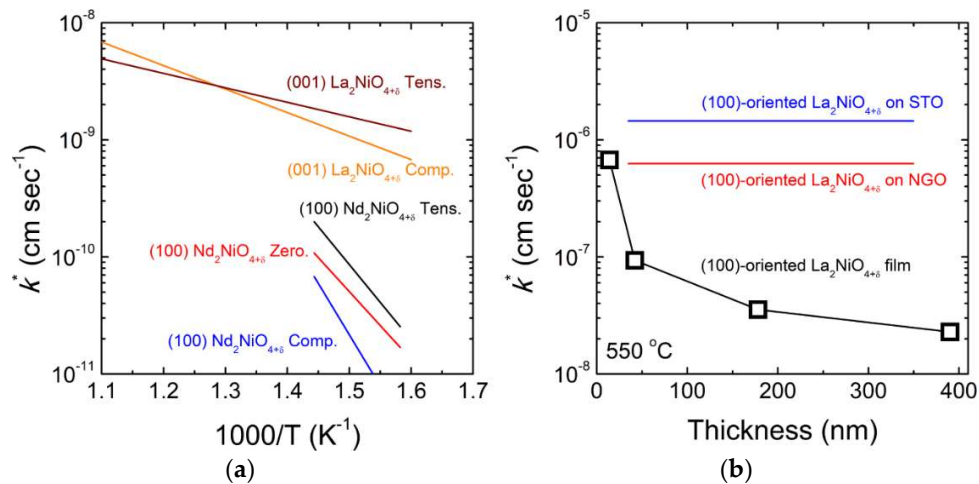 10⁻⁸
10⁻⁹
10⁻¹⁰
10⁻¹¹
k* (cm sec⁻¹)
(001) La₂NiO₄₊δ Tens.
(001) La₂NiO₄₊δ Comp.
(100) Nd₂NiO₄₊δ Tens.
(100) Nd₂NiO₄₊δ Zero.
(100) Nd₂NiO₄₊δ Comp.
1.1 1.2 1.3 1.4 1.5 1.6 1.7
1000/T (K⁻¹)
(a)
10⁻⁵
10⁻⁶
10⁻⁷
10⁻⁸
k* (cm sec⁻¹)
(100)-oriented La₂NiO₄₊δ on STO
(100)-oriented La₂NiO₄₊δ on NGO
(100)-oriented La₂NiO₄₊δ film
550 °C
0 100 200 300 400
Thickness (nm)
(b)